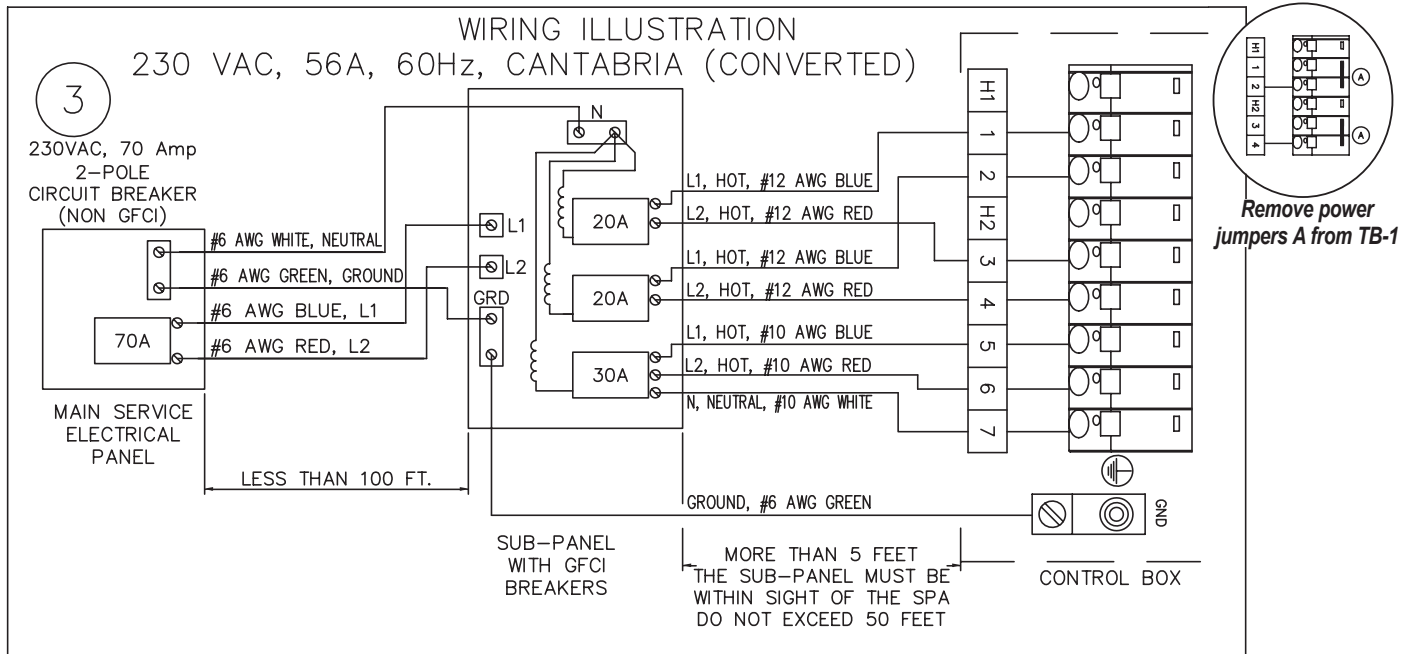 WIRING ILLUSTRATION
230 VAC, 56A, 60Hz, CANTABRIA (CONVERTED)
3
230VAC, 70 Amp
2-POLE
CIRCUIT BREAKER
(NON GFCI)
#6 AWG WHITE, NEUTRAL
#6 AWG GREEN, GROUND
#6 AWG BLUE, L1
#6 AWG RED, L2
70A
MAIN SERVICE
ELECTRICAL
PANEL
LESS THAN 100 FT.
N
L1
L2
GRD
20A
20A
30A
SUB-PANEL
WITH GFCI
BREAKERS
L1, HOT, #12 AWG BLUE
L2, HOT, #12 AWG RED
L1, HOT, #12 AWG BLUE
L2, HOT, #12 AWG RED
L1, HOT, #10 AWG BLUE
L2, HOT, #10 AWG RED
N, NEUTRAL, #10 AWG WHITE
GROUND, #6 AWG GREEN
MORE THAN 5 FEET
THE SUB-PANEL MUST BE
WITHIN SIGHT OF THE SPA
DO NOT EXCEED 50 FEET
H1
1
2
H2
3
4
5
6
7
GND
CONTROL BOX
H1
1
2
H2
3
4
A
A
Remove power
jumpers A from TB-1